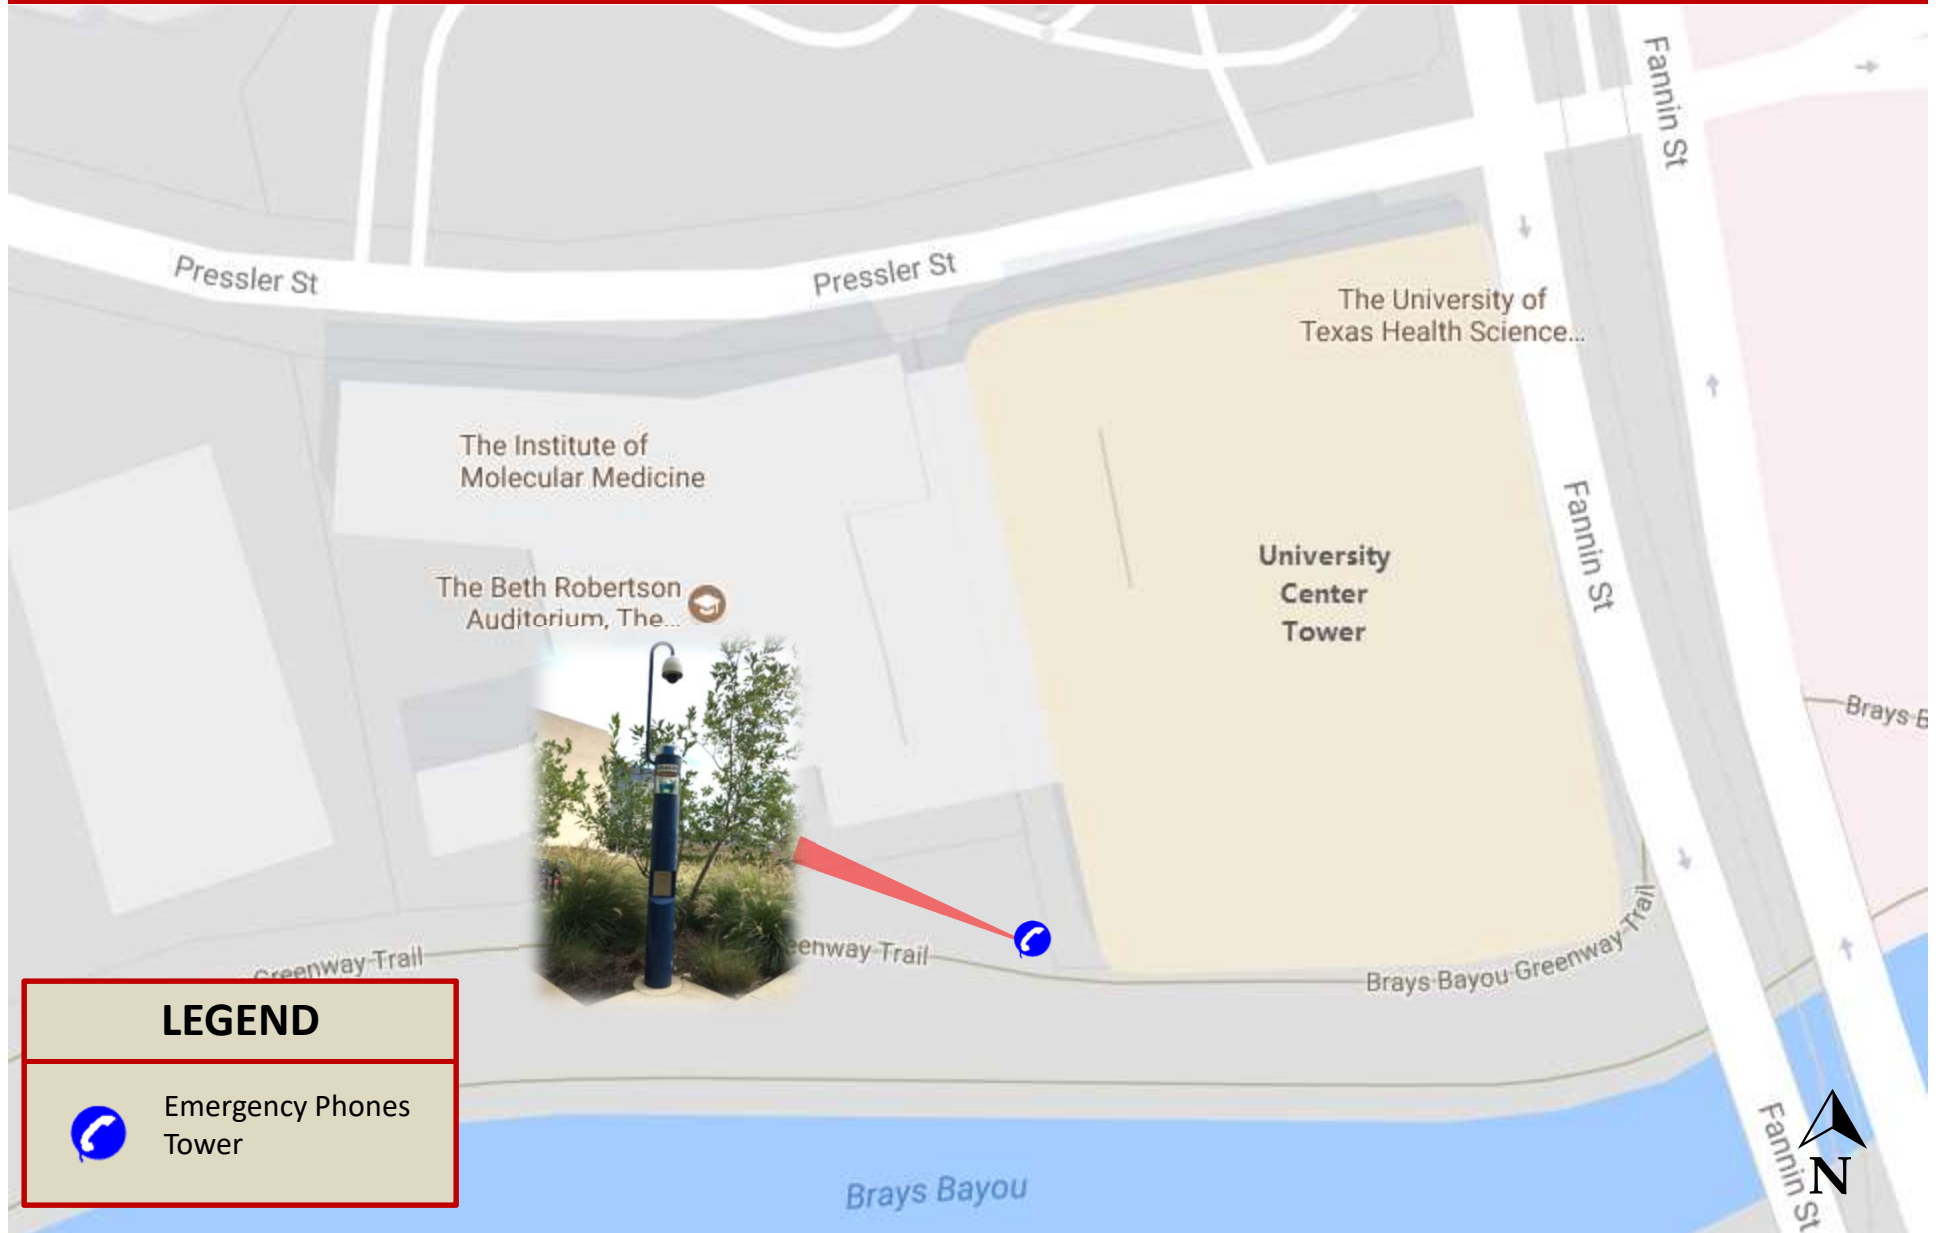 Fannin St
Pressler St
Pressler St
The University of
Texas Health Science...
The Institute of
Molecular Medicine
Fannin St
University
Center
Tower
The Beth Robertson
Auditorium, The...
Brays B
Greenway Trail
eenway Trail
Brays Bayou Greenway Trail
LEGEND
Emergency Phones
Tower
Brays Bayou
Fannin St
N